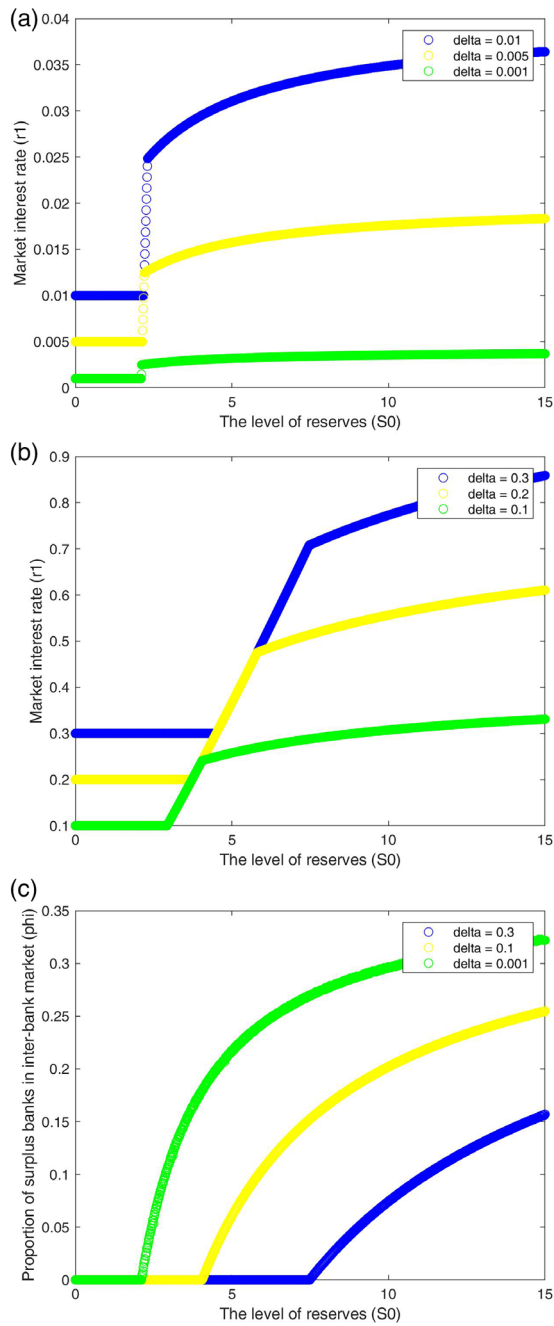 (a)
0.04
0.035
0.03
0.025
0.02
0.015
0.01
0.005
0
Market interest rate (r1)
delta = 0.01
delta = 0.005
delta = 0.001
0 5 10 15
The level of reserves (S0)
(b)
0.9
0.8
0.7
0.6
0.5
0.4
0.3
0.2
0.1
Market interest rate (r1)
delta = 0.3
delta = 0.2
delta = 0.1
0 5 10 15
The level of reserves (S0)
(c)
0.35
0.3
0.25
0.2
0.15
0.1
0.05
0
Proportion of surplus banks in inter-bank market (phi)
delta = 0.3
delta = 0.1
delta = 0.001
0 5 10 15
The level of reserves (S0)